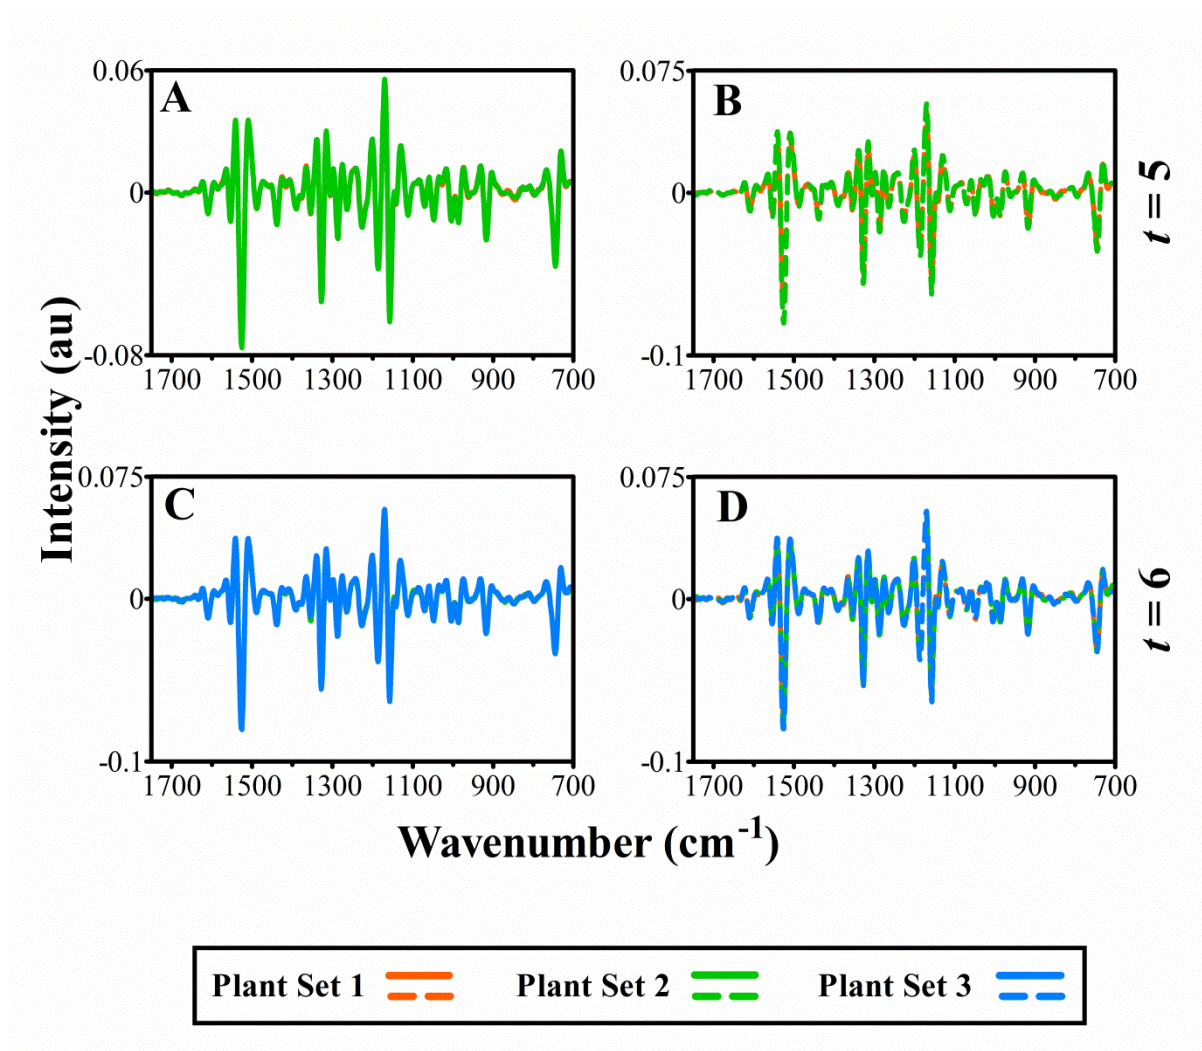 A
0.06
0
-0.08
1700 1500 1300 1100 900 700
B
0.075
0
-0.1
1700 1500 1300 1100 900 700
t = 5
Intensity (au)
C
0.075
0
-0.1
1700 1500 1300 1100 900 700
D
0
-0.1
1700 1500 1300 1100 900 700
0.075
t = 6
Wavenumber (cm-1)
Plant Set 1 Plant Set 2 Plant Set 3